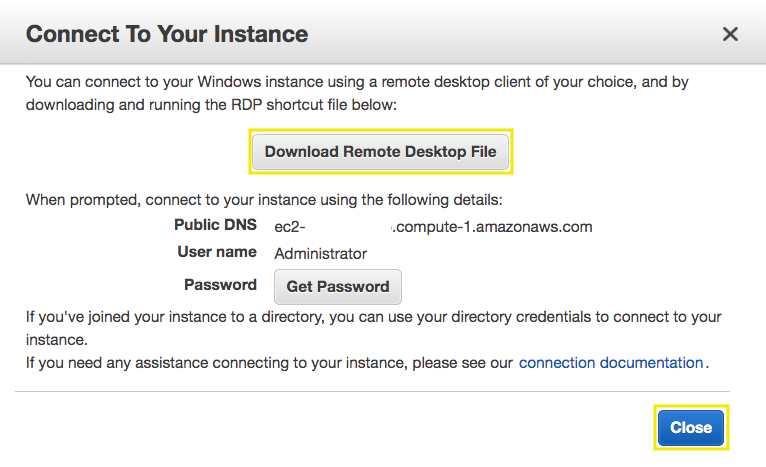 Connect To Your Instance
You can connect to your Windows instance using a remote desktop client of your choice, and by
downloading and running the RDP shortcut file below:
Download Remote Desktop File
When prompted, connect to your instance using the following details:
Public DNS ec2- .compute-1.amazonaws.com
User name Administrator
Password Get Password
If you've joined your instance to a directory, you can use your directory credentials to connect to your
instance.
If you need any assistance connecting to your instance, please see our connection documentation.
Close